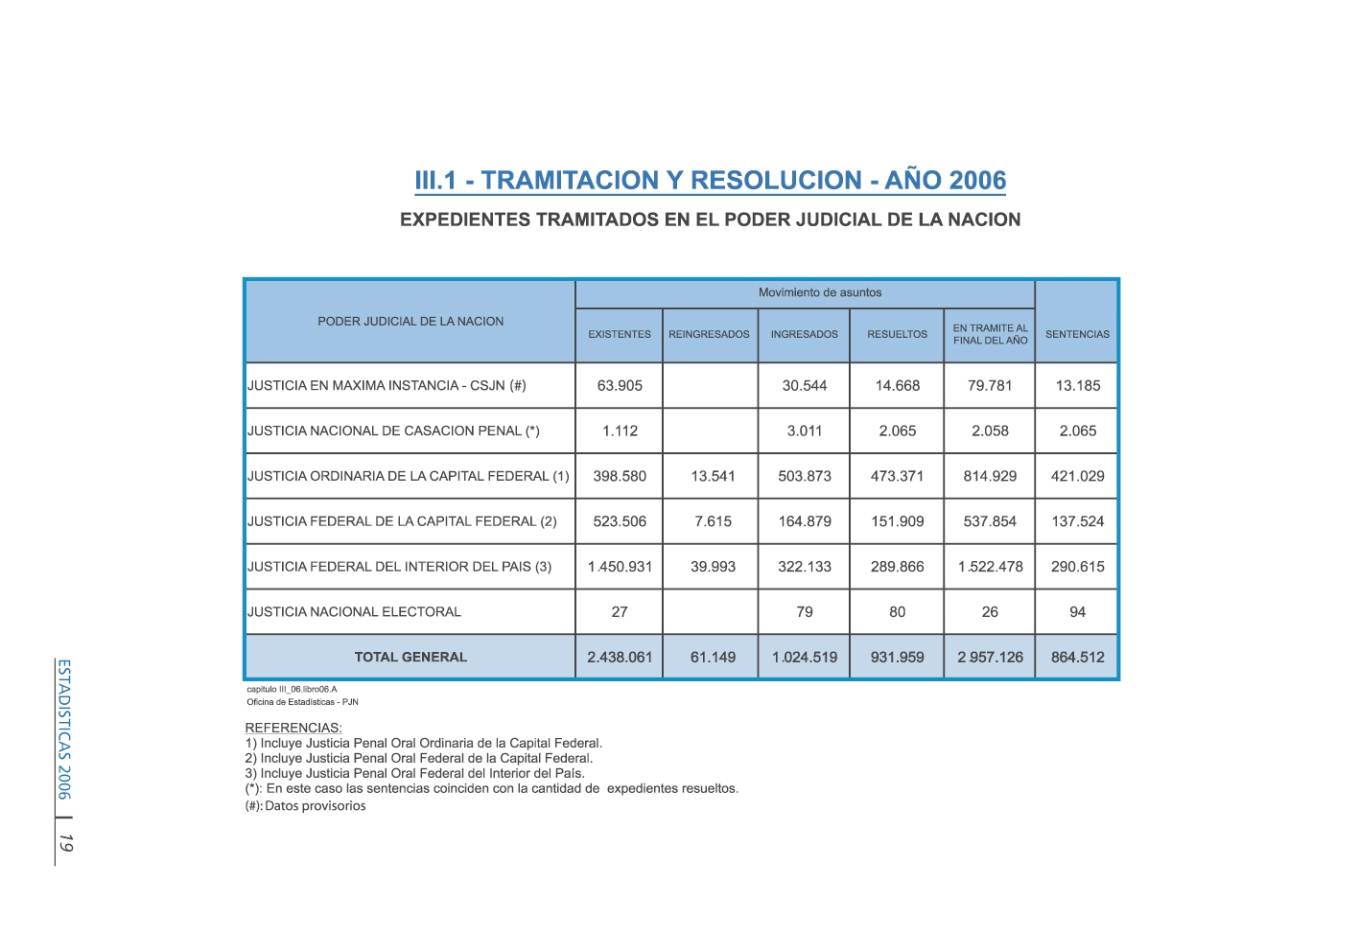 III.1 - TRAMITACION Y RESOLUCION - AÑO 2006
EXPEDIENTES TRAMITADOS EN EL PODER JUDICIAL DE LA NACION
PODER JUDICIAL DE LA NACION
Movimiento de asuntos
EXISTENTES REINGRESADOS INGRESADOS RESUELTOS EN TRAMITE AL FINAL DEL AÑO SENTENCIAS
JUSTICIA EN MAXIMA INSTANCIA - CSJN (#) 63.905 30.544 14.668 79.781 13.185
JUSTICIA NACIONAL DE CASACION PENAL (*) 1.112 3.011 2.065 2.058 2.065
JUSTICIA ORDINARIA DE LA CAPITAL FEDERAL (1) 398.580 13.541 503.873 473.371 814.929 421.029
JUSTICIA FEDERAL DE LA CAPITAL FEDERAL (2) 523.506 7.615 164.879 151.909 537.854 137.524
JUSTICIA FEDERAL DEL INTERIOR DEL PAIS (3) 1.450.931 39.993 322.133 289.866 1.522.478 290.615
JUSTICIA NACIONAL ELECTORAL 27 79 80 26 94
TOTAL GENERAL 2.438.061 61.149 1.024.519 931.959 2 957.126 864.512
capitulo III_06.libro06.A
Oficina de Estadísticas - PJN
REFERENCIAS:
1) Incluye Justicia Penal Oral Ordinaria de la Capital Federal.
2) Incluye Justicia Penal Oral Federal de la Capital Federal.
3) Incluye Justicia Penal Oral Federal del Interior del País.
(*): En este caso las sentencias coinciden con la cantidad de expedientes resueltos.
(#): Datos provisorios
ESTADISTICAS 2006 | 19